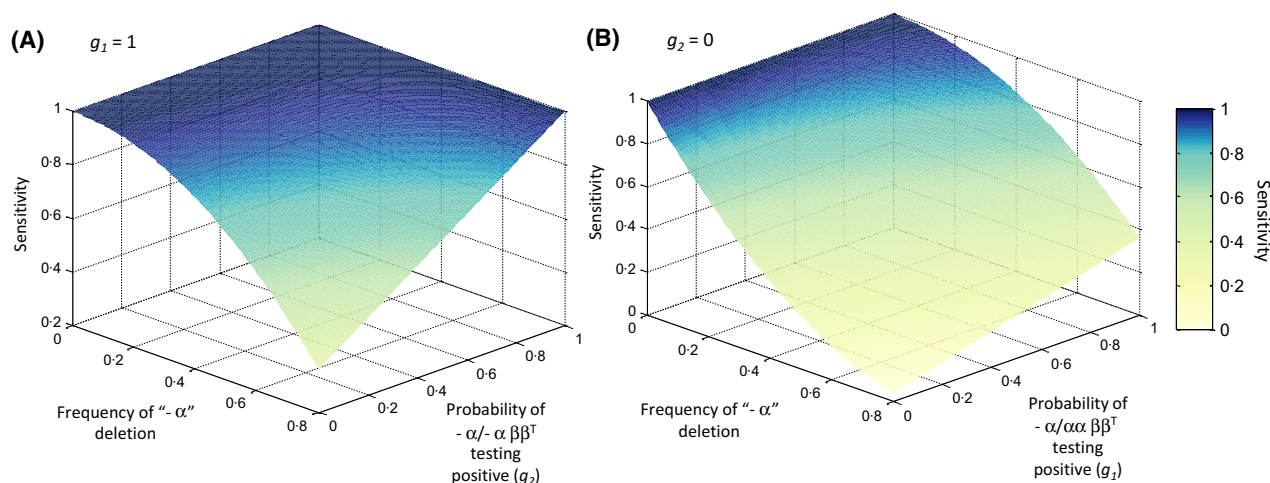 (A)
g₁ = 1
1
0·8
0·6
0·4
0·2
Sensitivity
0
0·2
0·4
0·6
0·8
Frequency of “- α”
deletion
0
0·2
0·4
0·6
0·8
1
Probability of
- α/- α ββᵀ
testing
positive (g₂)
(B)
g₂ = 0
1
0·8
0·6
0·4
0·2
0
Sensitivity
0
0·2
0·4
0·6
0·8
Frequency of “- α”
deletion
0
0·2
0·4
0·6
0·8
1
Probability of
- α/αα ββᵀ
testing
positive (g₁)
1
0·8
0·6
0·4
0·2
0
Sensitivity